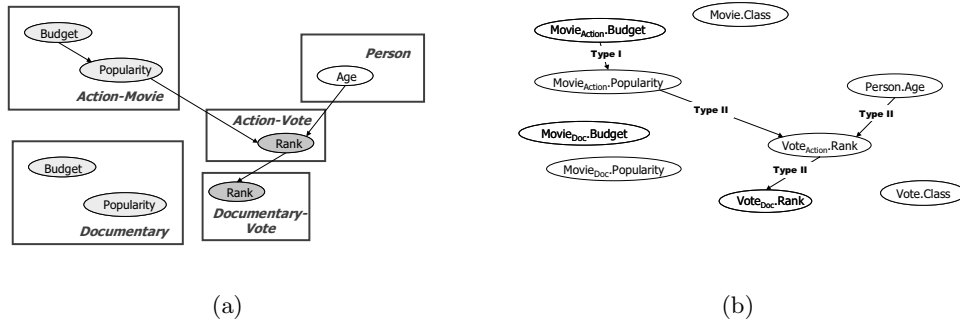 Budget
Popularity
Action-Movie
Person
Age
Action-Vote
Rank
Budget
Popularity
Documentary
Rank
Documentary-
Vote
(a)
Movie.Class
MovieAction.Budget
Type I
MovieAction.Popularity
Person.Age
Type II
Type II
MovieDoc.Budget
VoteAction.Rank
MovieDoc.Popularity
Type II
VoteDoc.Rank
Vote.Class
(b)